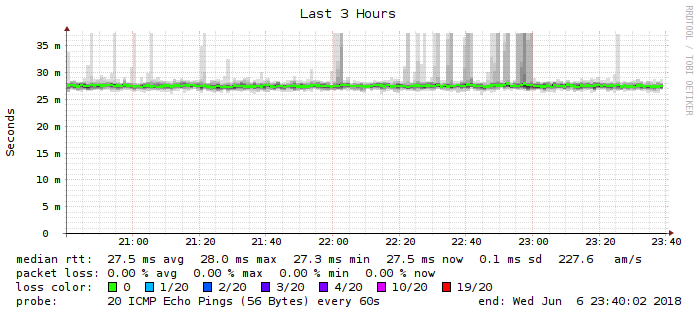 Last 3 Hours
RRDTOOL / TOBI OETIKER
Seconds
35 m
30 m
25 m
20 m
15 m
10 m
5 m
0
21:00 21:20 21:40 22:00 22:20 22:40 23:00 23:20 23:40
median rtt: 27.5 ms avg 28.0 ms max 27.3 ms min 27.5 ms now 0.1 ms sd 227.6 am/s
packet loss: 0.00 % avg 0.00 % max 0.00 % min 0.00 % now
loss color: 0 1/20 2/20 3/20 4/20 10/20 19/20
probe: 20 ICMP Echo Pings (56 Bytes) every 60s end: Wed Jun 6 23:40:02 2018